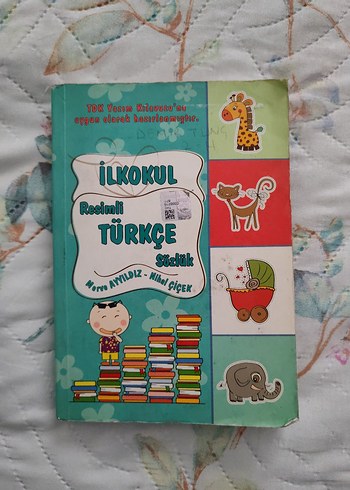 TDK Yazım Kılavuzu'na
uygun olarak hazırlanmıştır.
İLKOKUL
Resimli
TÜRKÇE
Sözlük
Merve AYYILDIZ - Nihal ÇİÇEK